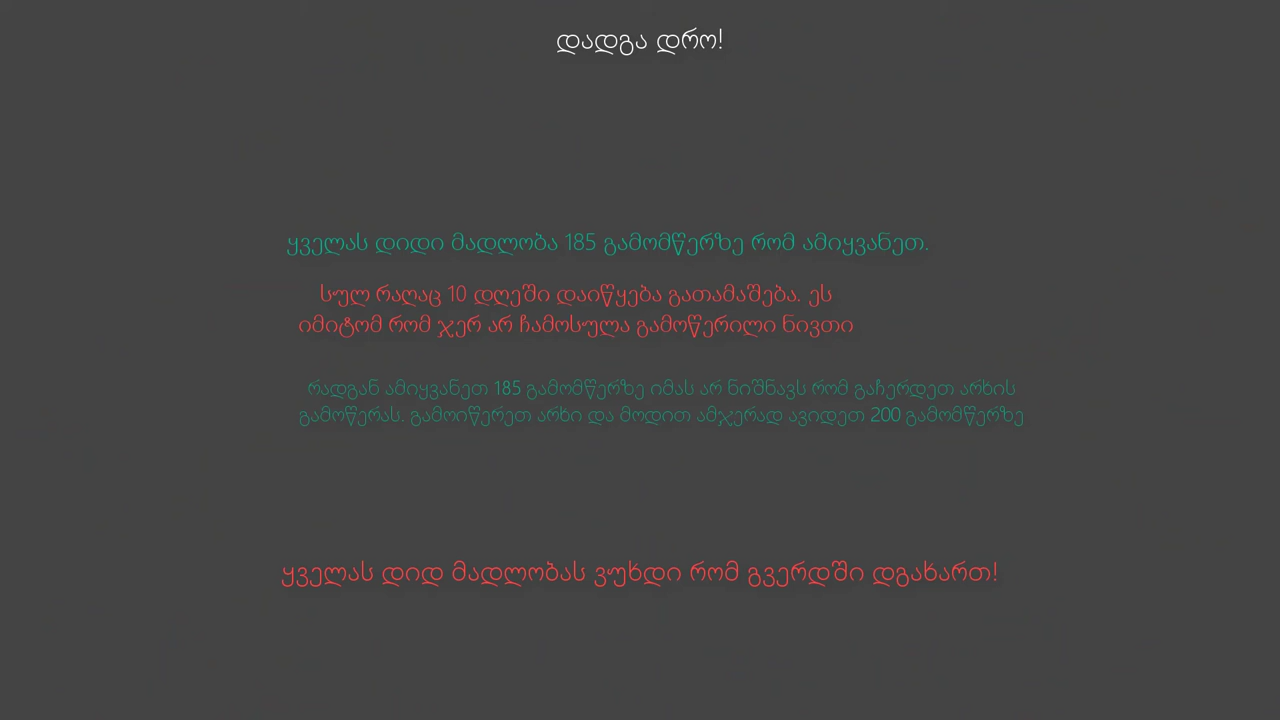 დადგა დრო!
ყველას დიდი მადლობა 185 გამომწერზე რომ ამიყვანეთ.
სულ რაღაც 10 დღეში დაიწყება გათამაშება. ეს
იმიტომ რომ ჯერ არ ჩამოსულა გამოწერილი ნივთი
რადგან ამიყვანეთ 185 გამომწერზე იმას არ ნიშნავს რომ გაჩერდეთ არხის
გამოწერას. გამოიწერეთ არხი და მოდით ამჯერად ავიდეთ 200 გამომწერზე
ყველას დიდ მადლობას ვუხდი რომ გვერდში დგახართ!